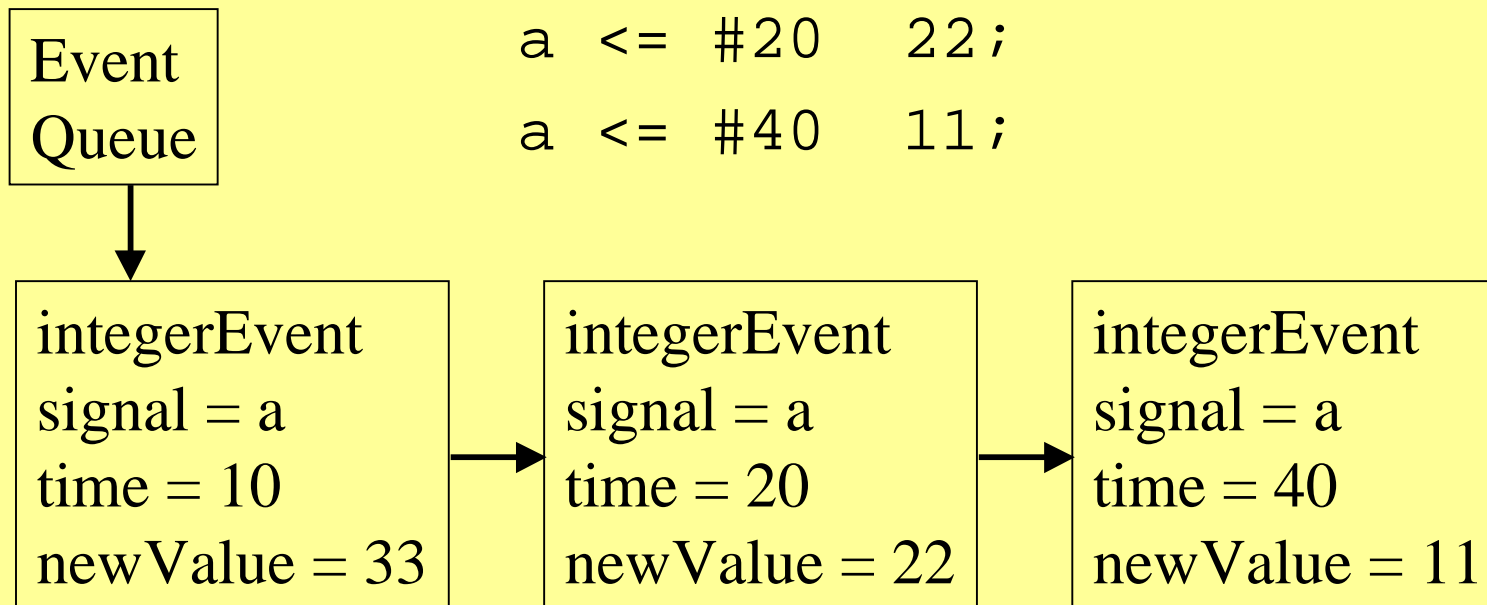 Event
Queue
a <= #20 22;
a <= #40 11;
integerEvent
signal = a
time = 10
newValue = 33
integerEvent
signal = a
time = 20
newValue = 22
integerEvent
signal = a
time = 40
newValue = 11